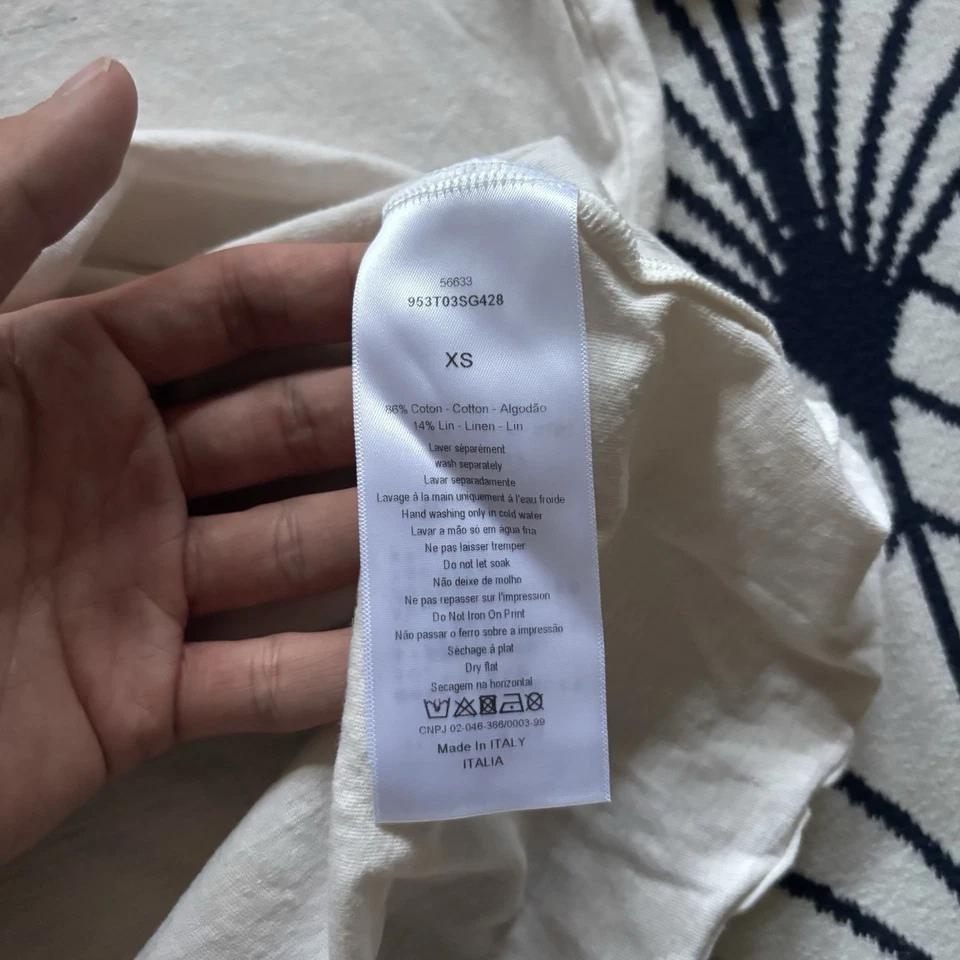 56633
953T03SG428
XS
86% Coton - Cotton - Algodão
14% Lin - Linen - Lin
Laver séparément
wash separately
Lavar separadamente
Lavage à la main uniquement à l'eau froide
Hand washing only in cold water
Lavar a mão só em água fria
Ne pas laisser tremper
Do not let soak
Não deixe de molho
Ne pas repasser sur l'impression
Do Not Iron On Print
Não passar o ferro sobre a impressão
Séchage à plat
Dry flat
Secagem na horizontal
CNPJ 02-046-366/0003-99
Made In ITALY
ITALIA